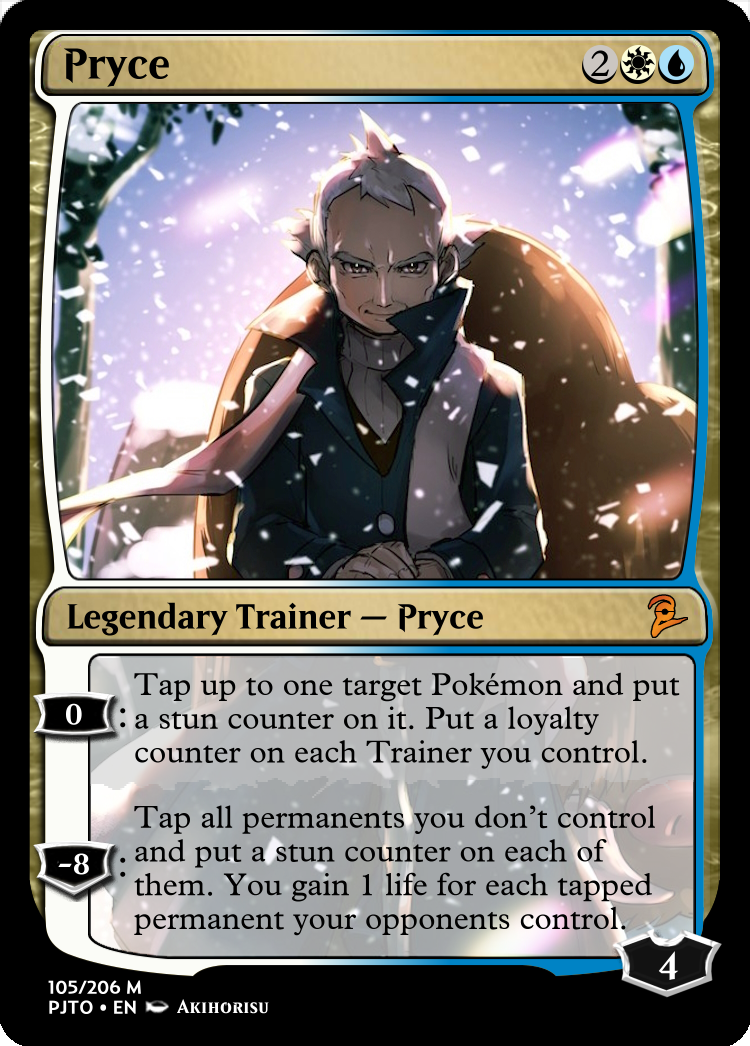 Pryce 2
Legendary Trainer — Pryce
0 : Tap up to one target Pokémon and put
a stun counter on it. Put a loyalty
counter on each Trainer you control.
-8 : Tap all permanents you don't control
and put a stun counter on each of
them. You gain 1 life for each tapped
permanent your opponents control.
4
105/206 M
PJTO • EN Akihorisu